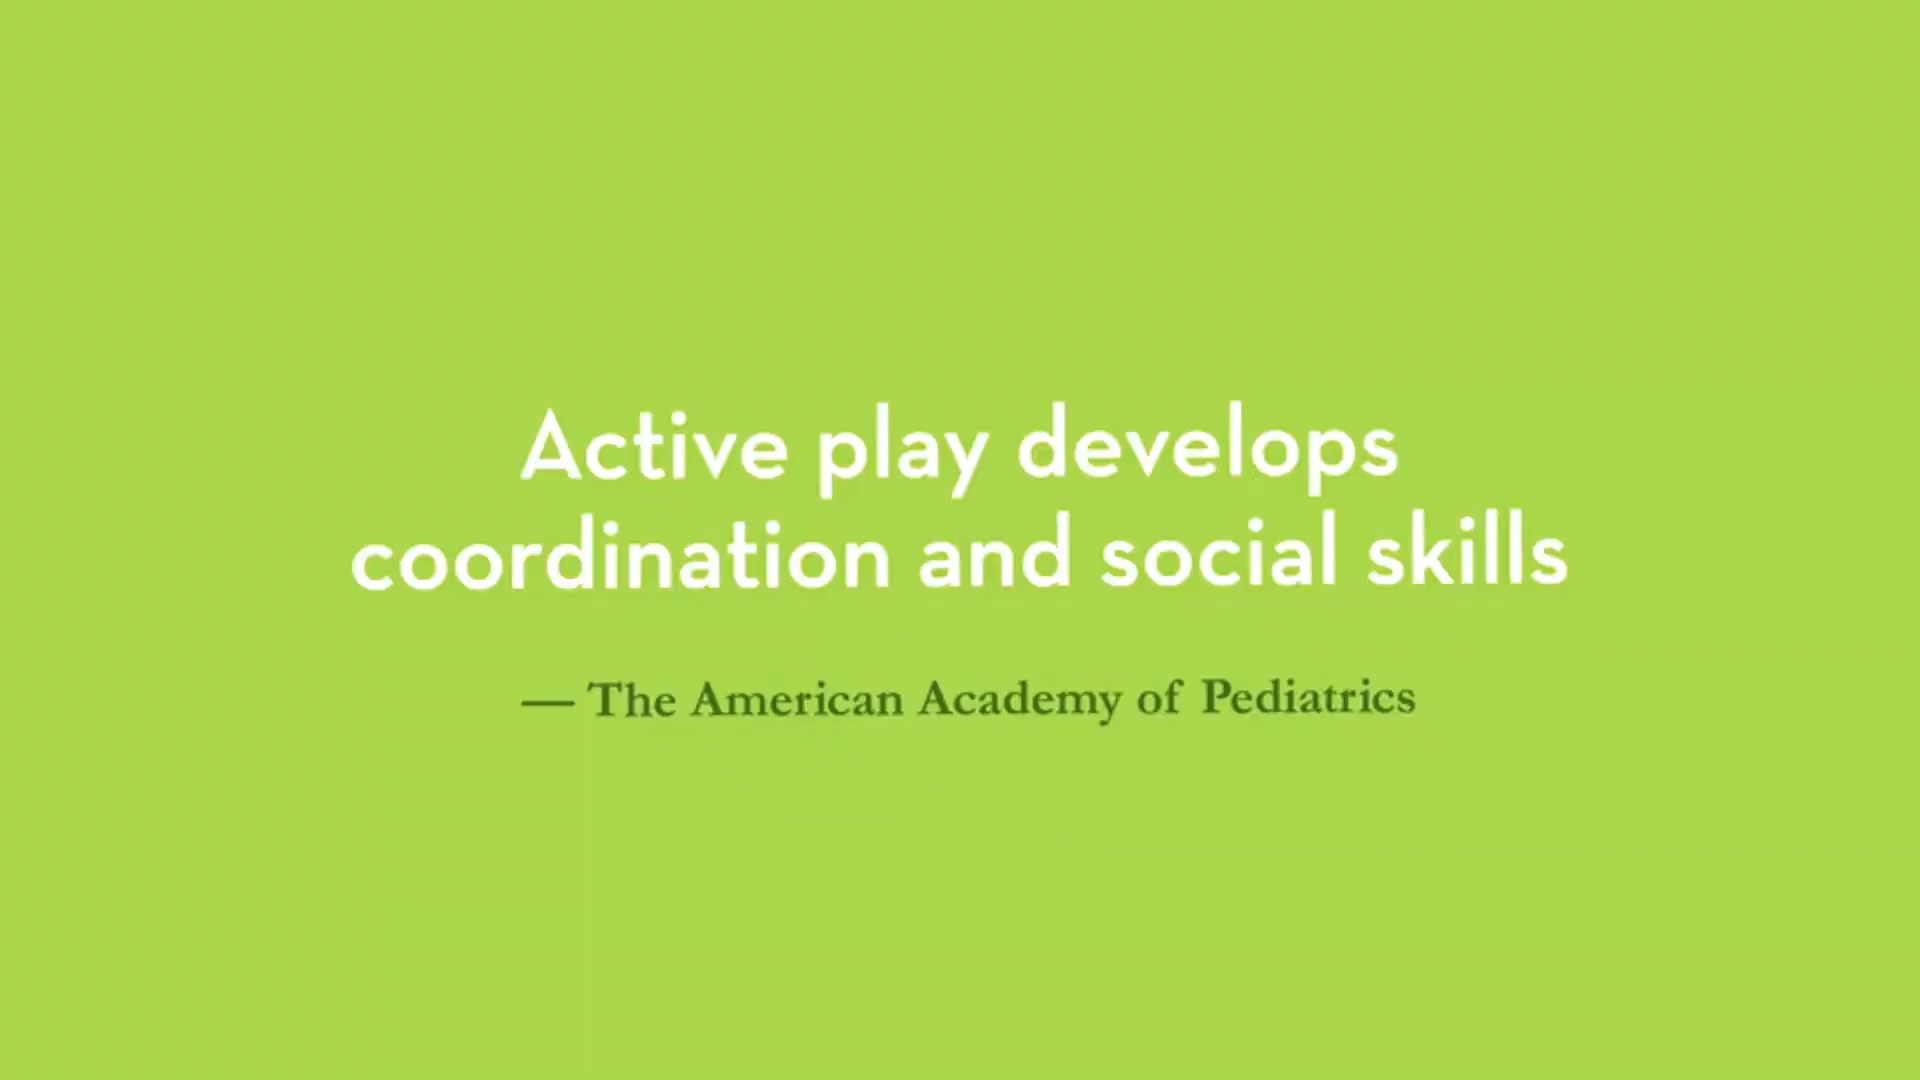 Active play develops
coordination and social skills
— The American Academy of Pediatrics